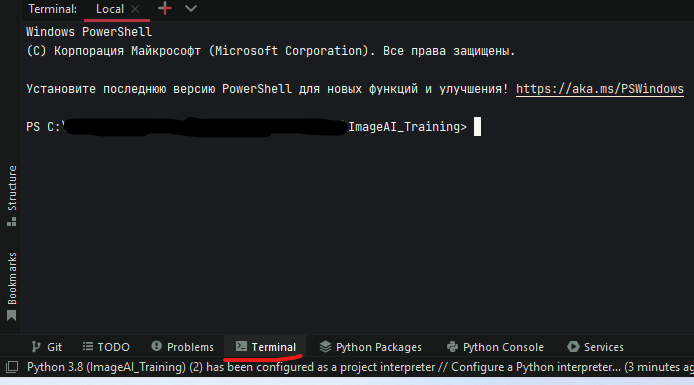 Terminal: Local
Windows PowerShell
(C) Корпорация Майкрософт (Microsoft Corporation). Все права защищены.
Установите последнюю версию PowerShell для новых функций и улучшения! https://aka.ms/PSWindows
PS C:\ ImageAI_Training>
Structure
Bookmarks
Git TODO Problems Terminal Python Packages Python Console Services
Python 3.8 (ImageAI_Training) (2) has been configured as a project interpreter // Configure a Python interpreter... (3 minutes ag